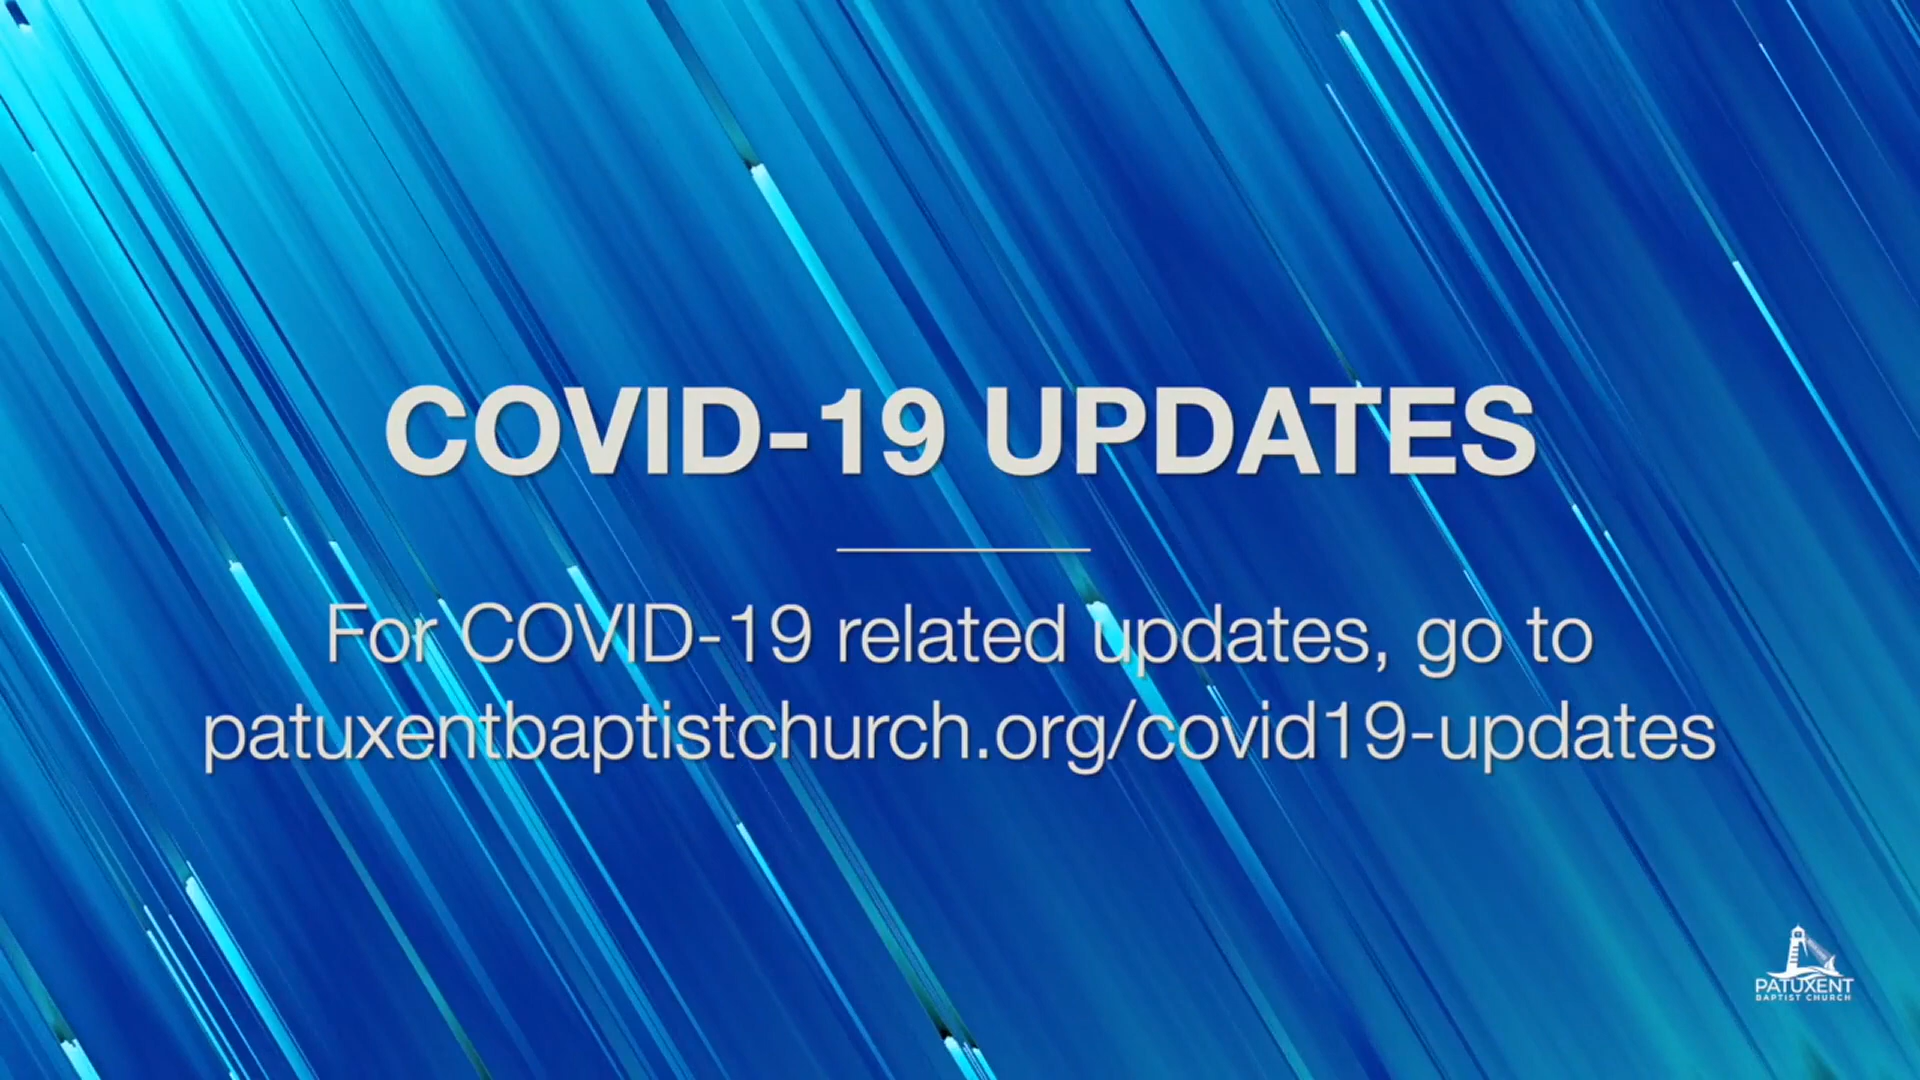 COVID-19 UPDATES
For COVID-19 related updates, go to
patuxentbaptistchurch.org/covid19-updates
PATUXENT
BAPTIST CHURCH